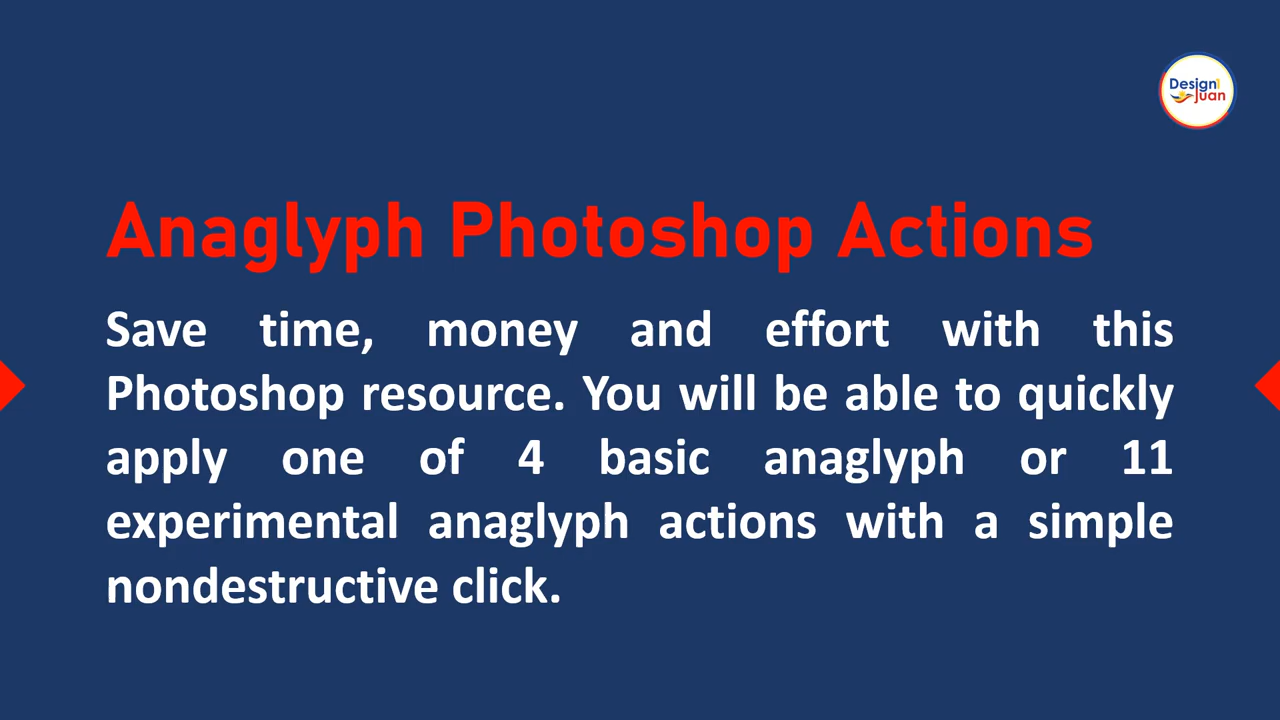 Design1
juan
Anaglyph Photoshop Actions
Save time, money and effort with this
Photoshop resource. You will be able to quickly
apply one of 4 basic anaglyph or 11
experimental anaglyph actions with a simple
nondestructive click.